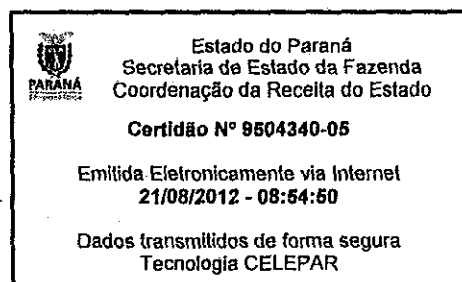 Estado do Paraná
Secretaria de Estado da Fazenda
Coordenação da Receita do Estado
PARANÁ
Certidão Nº 9504340-05
Emitida Eletronicamente via Internet
21/08/2012 - 08:54:50
Dados transmitidos de forma segura
Tecnologia CELEPAR